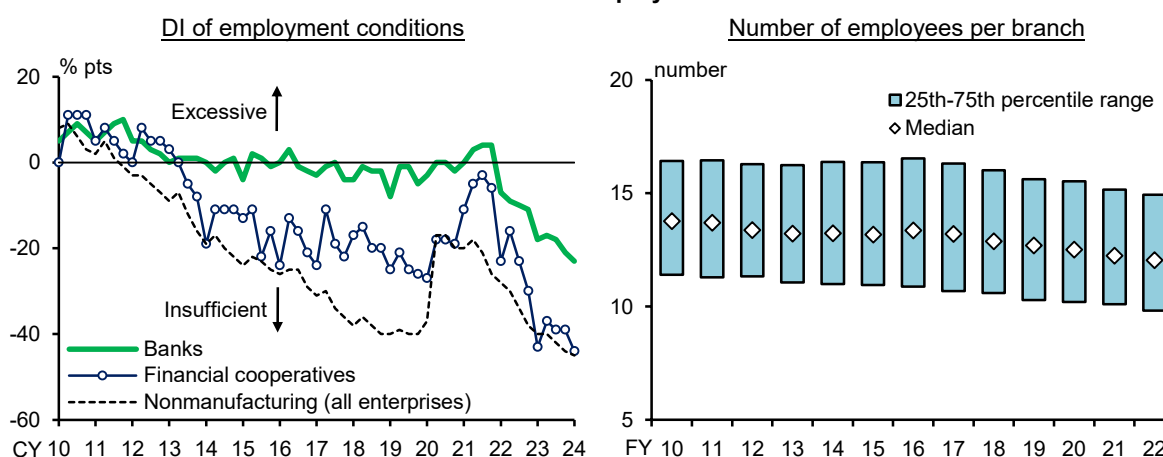 DI of employment conditions
% pts
20
0
-20
-40
-60
Excessive
Insufficient
Banks
Financial cooperatives
Nonmanufacturing (all enterprises)
CY 10 11 12 13 14 15 16 17 18 19 20 21 22 23 24
Number of employees per branch
number
20
15
10
5
25th-75th percentile range
Median
FY 10 11 12 13 14 15 16 17 18 19 20 21 22